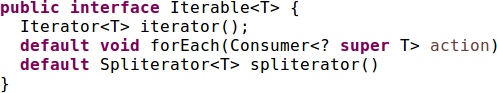 public interface Iterable<T> {
  Iterator<T> iterator();
  default void forEach(Consumer<? super T> action)
  default Spliterator<T> spliterator()
}